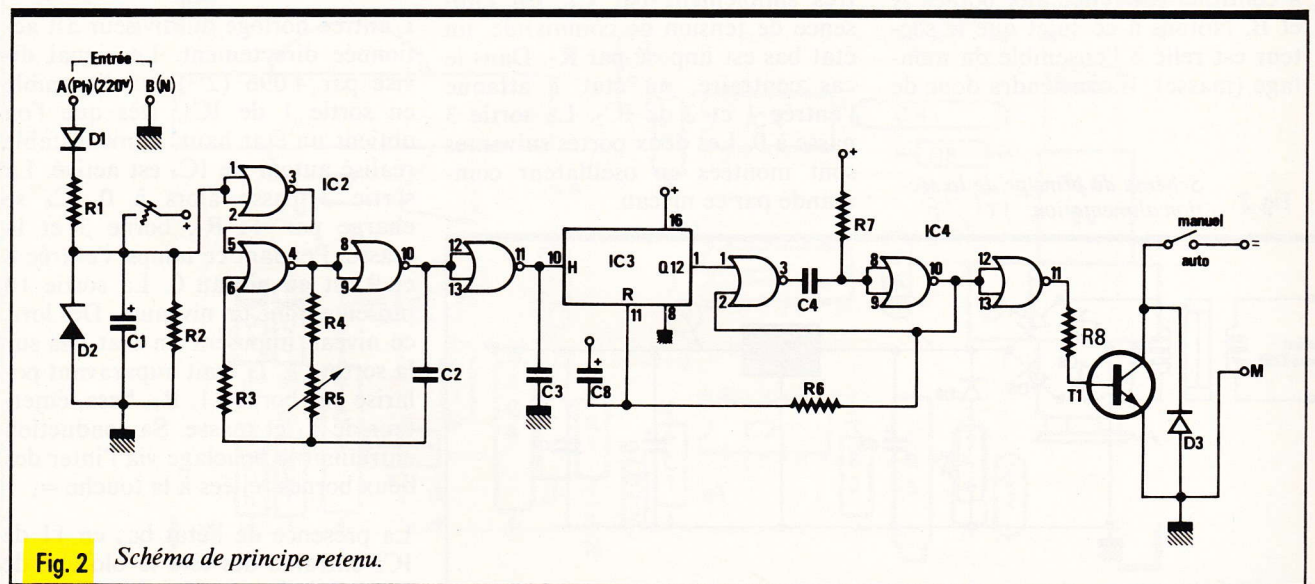 Entrée
A(Ph)(220V) B(N)
D1
R1
+
D2
C1
R2
1
2
3
IC2
5
6
4
R3
R4
R5
8
9
10
C2
12
13
11
C3
10
H
+
16
IC3
Q.12
1
R
11
8
+
C8
R6
1
2
3
C4
+
R7
IC4
8
9
10
12
13
11
R8
T1
manuel
auto
=
M
D3
Fig. 2 Schéma de principe retenu.